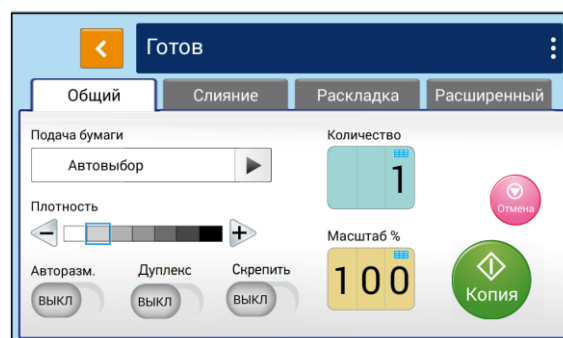 Готов
Общий Слияние Раскладка Расширенный
Подача бумаги
Автовыбор
Количество
1
Отмена
Плотность
Масштаб %
100
Копия
Авторазм. Дуплекс Скрепить
ВЫКЛ ВЫКЛ ВЫКЛ